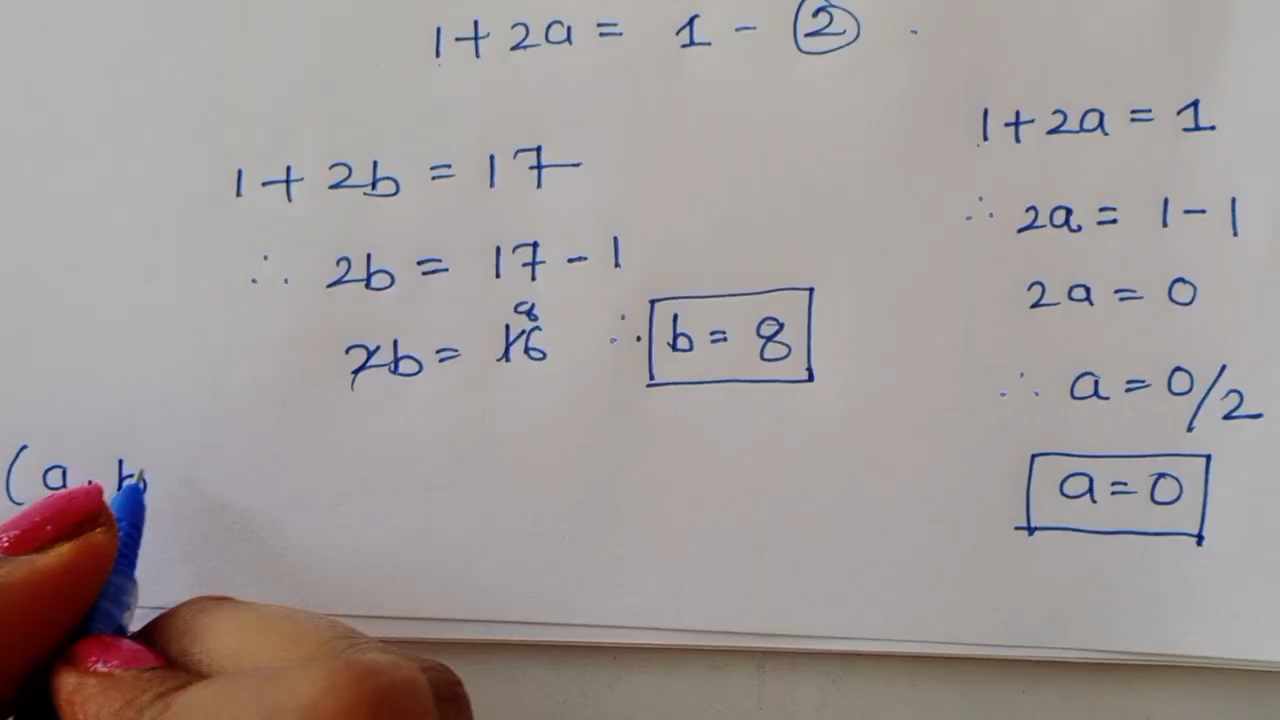 1+2a = 1 - ②
1+2b = 17
∴ 2b = 17-1
2b = 16 8 ∴ b = 8
(a, b
1+2a = 1
∴ 2a = 1-1
2a = 0
∴ a = 0/2
a = 0